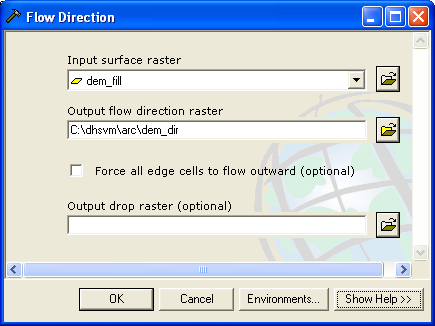 Flow Direction
Input surface raster
dem_fill
Output flow direction raster
C:\dhsvm\arc\dem_dir
Force all edge cells to flow outward (optional)
Output drop raster (optional)
OK Cancel Environments... Show Help >>